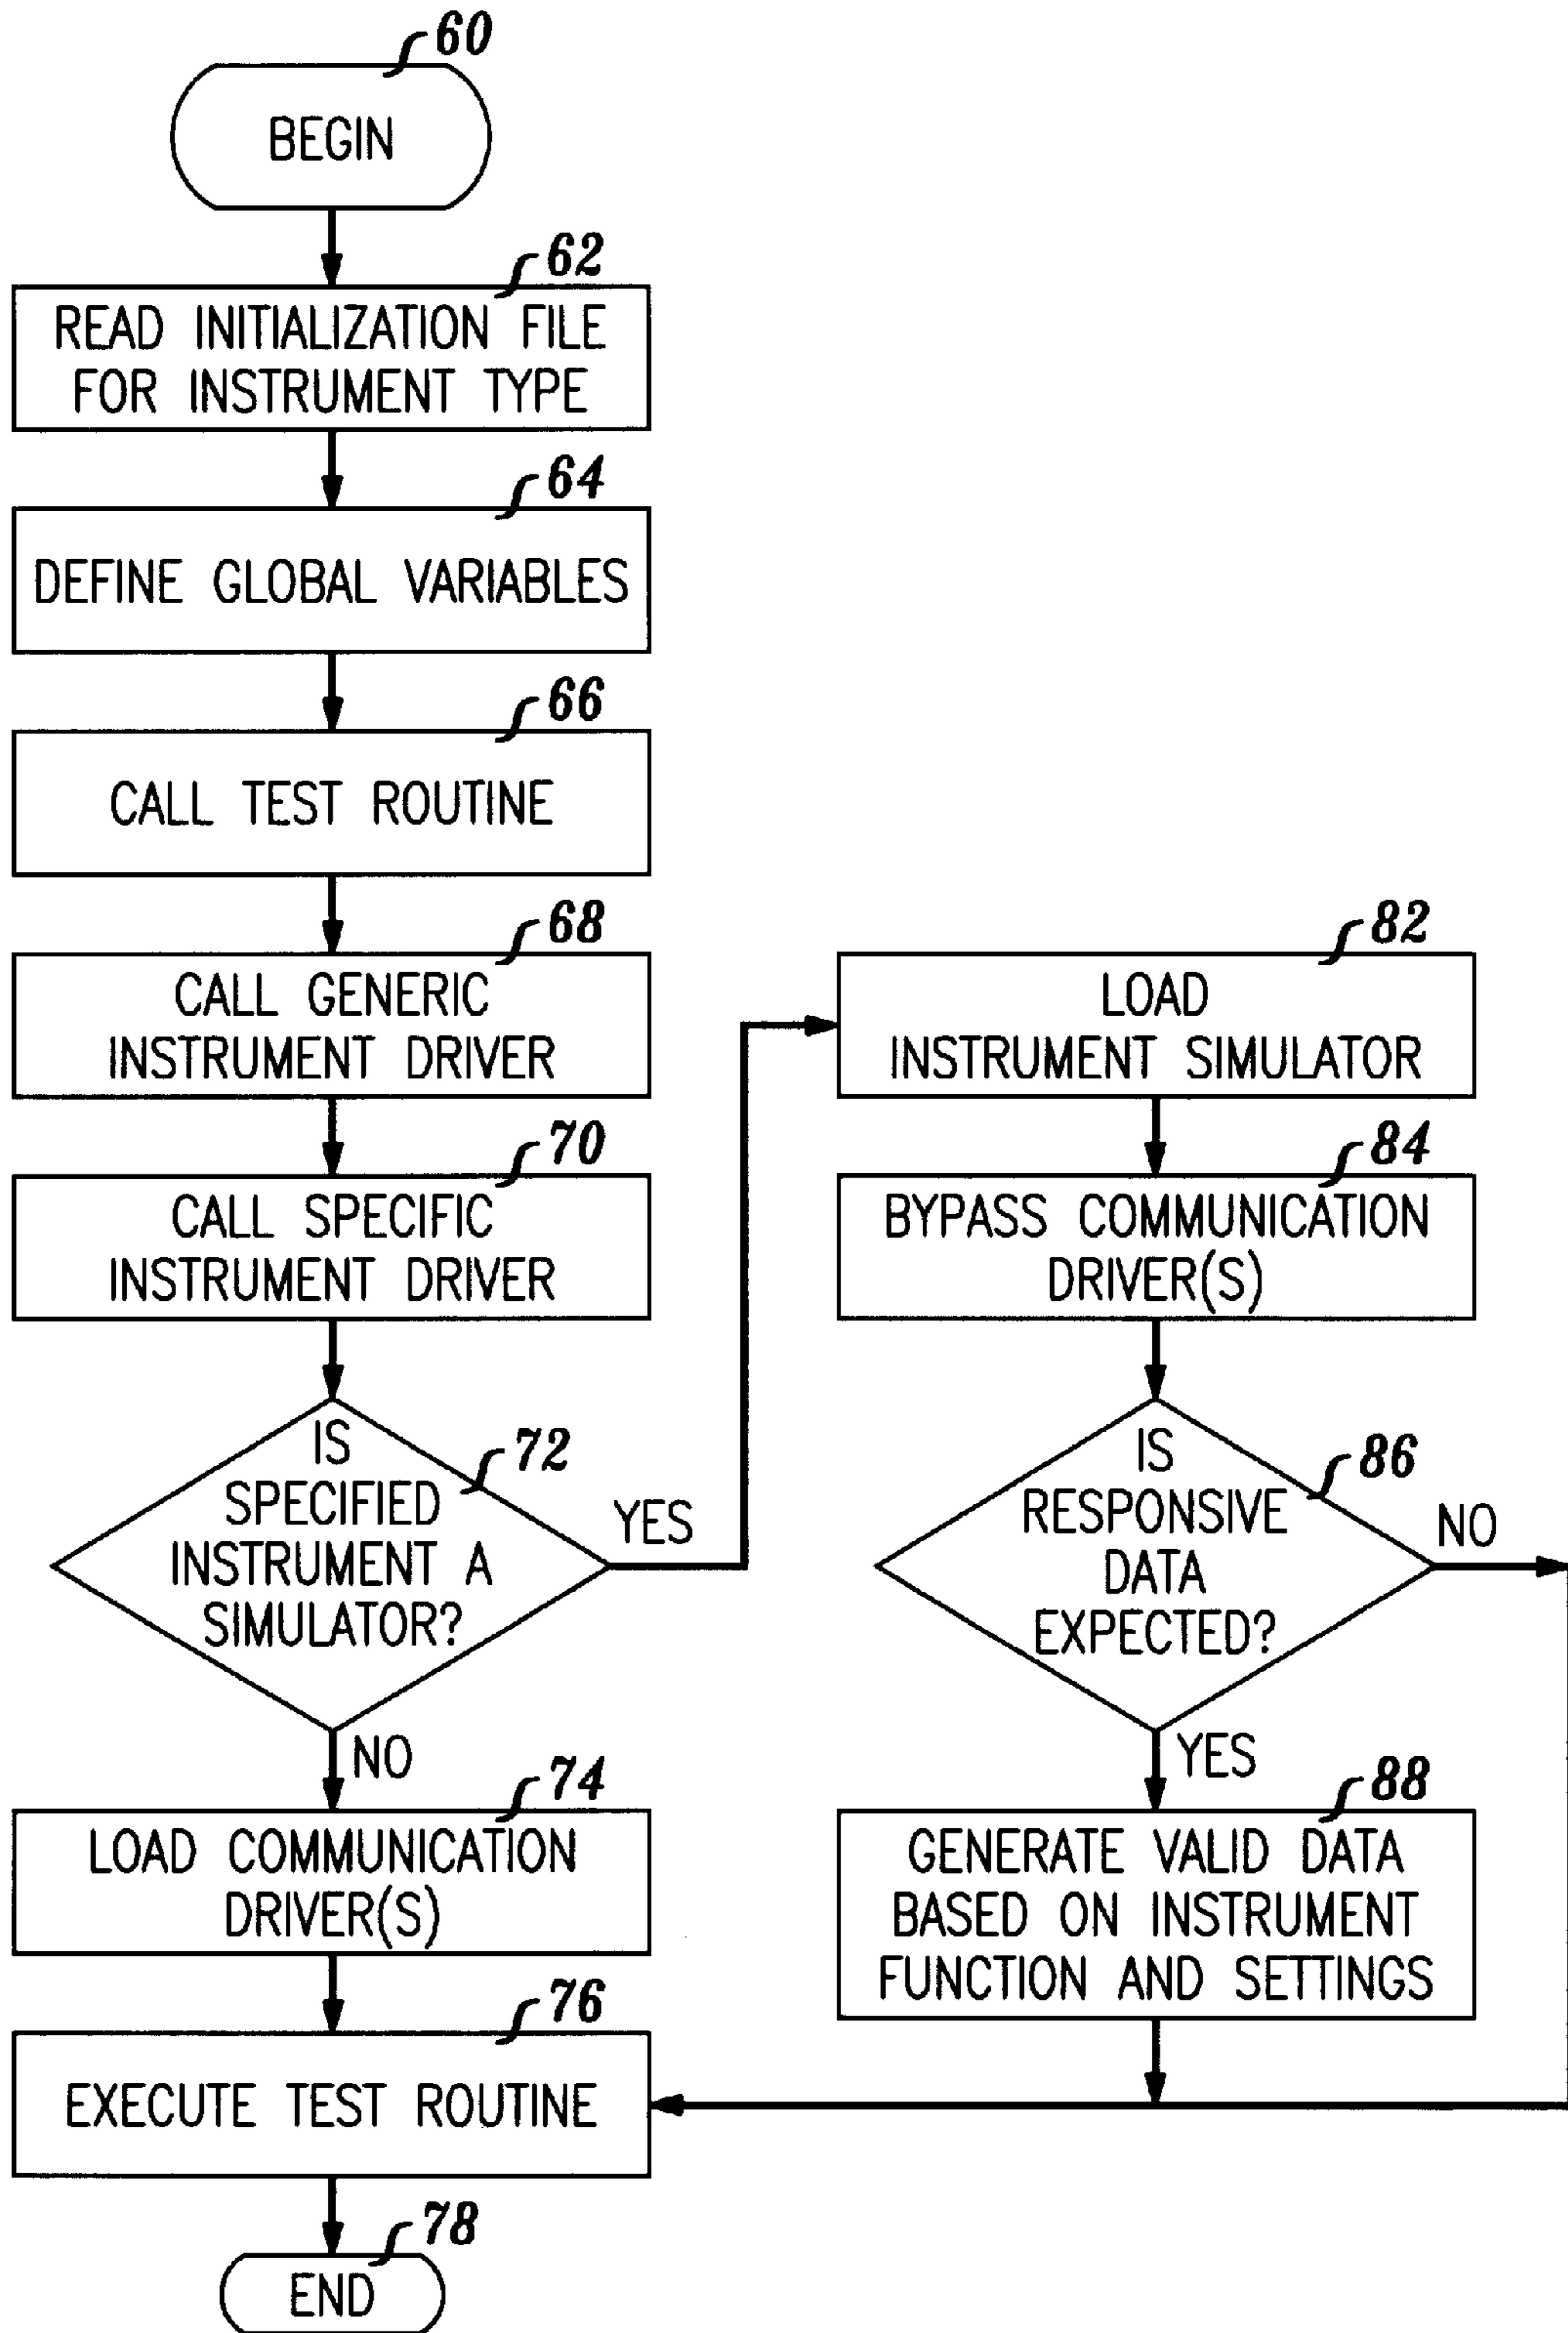 60
BEGIN
62
READ INITIALIZATION FILE
FOR INSTRUMENT TYPE
64
DEFINE GLOBAL VARIABLES
66
CALL TEST ROUTINE
68
CALL GENERIC
INSTRUMENT DRIVER
70
CALL SPECIFIC
INSTRUMENT DRIVER
72
IS
SPECIFIED
INSTRUMENT A
SIMULATOR?
YES
NO
74
LOAD COMMUNICATION
DRIVER(S)
76
EXECUTE TEST ROUTINE
78
END
82
LOAD
INSTRUMENT SIMULATOR
84
BYPASS COMMUNICATION
DRIVER(S)
86
IS
RESPONSIVE
DATA
EXPECTED?
NO
YES
88
GENERATE VALID DATA
BASED ON INSTRUMENT
FUNCTION AND SETTINGS